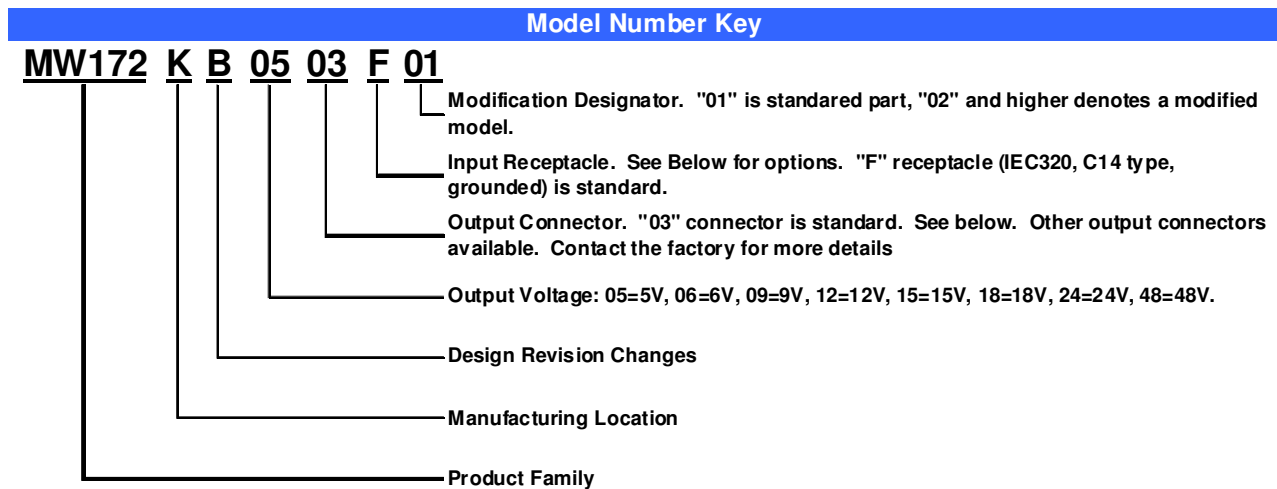 Model Number Key
MW172 K B 05 03 F 01
Modification Designator. "01" is standared part, "02" and higher denotes a modified
model.
Input Receptacle. See Below for options. "F" receptacle (IEC320, C14 type,
grounded) is standard.
Output Connector. "03" connector is standard. See below. Other output connectors
available. Contact the factory for more details
Output Voltage: 05=5V, 06=6V, 09=9V, 12=12V, 15=15V, 18=18V, 24=24V, 48=48V.
Design Revision Changes
Manufacturing Location
Product Family